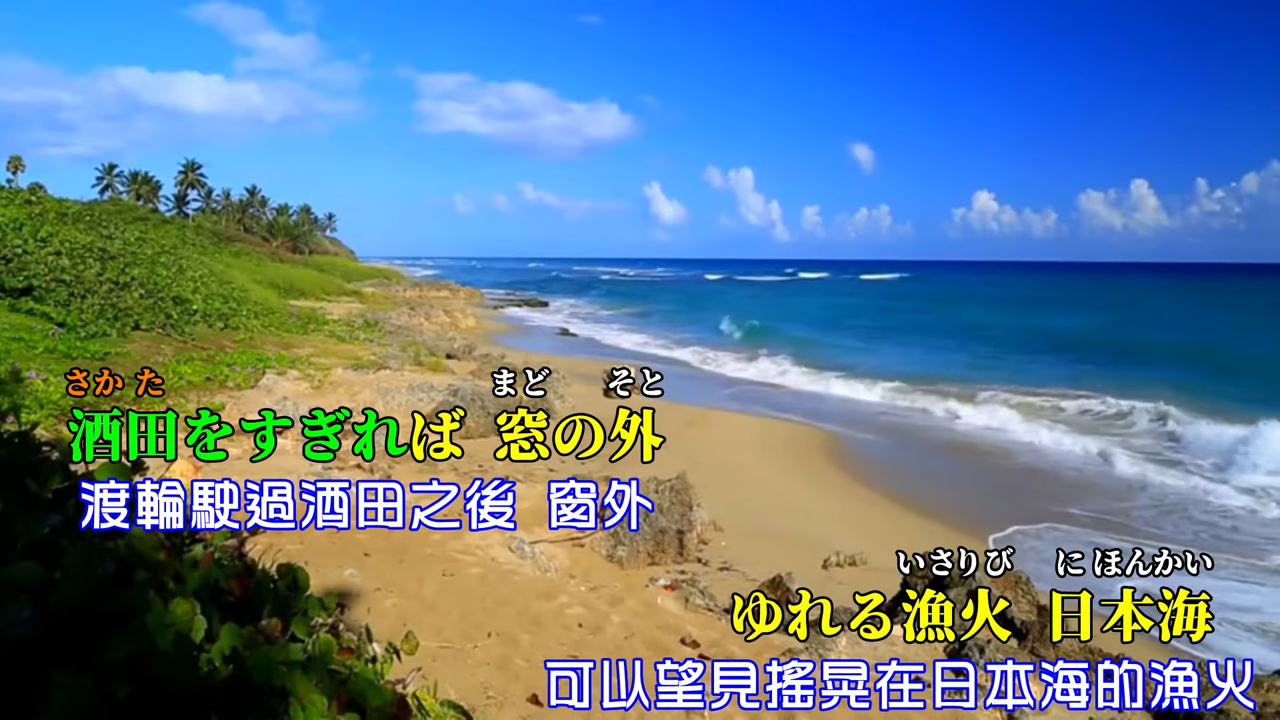 さかた まど そと
酒田をすぎれば 窓の外
渡輪駛過酒田之後 窗外
いさりび にほんかい
ゆれる漁火 日本海
可以望見搖晃在日本海的漁火